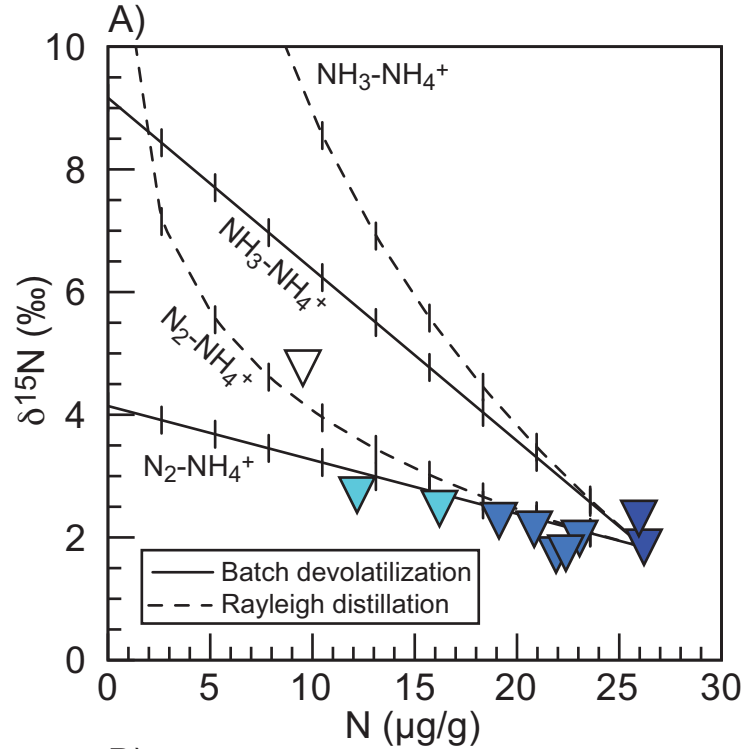 A)
10
8
6
4
2
0
δ¹⁵N (‰)
NH₃-NH₄⁺
NH₃-NH₄⁺
N₂-NH₄⁺
N₂-NH₄⁺
Batch devolatilization
Rayleigh distillation
0 5 10 15 20 25 30
N (µg/g)